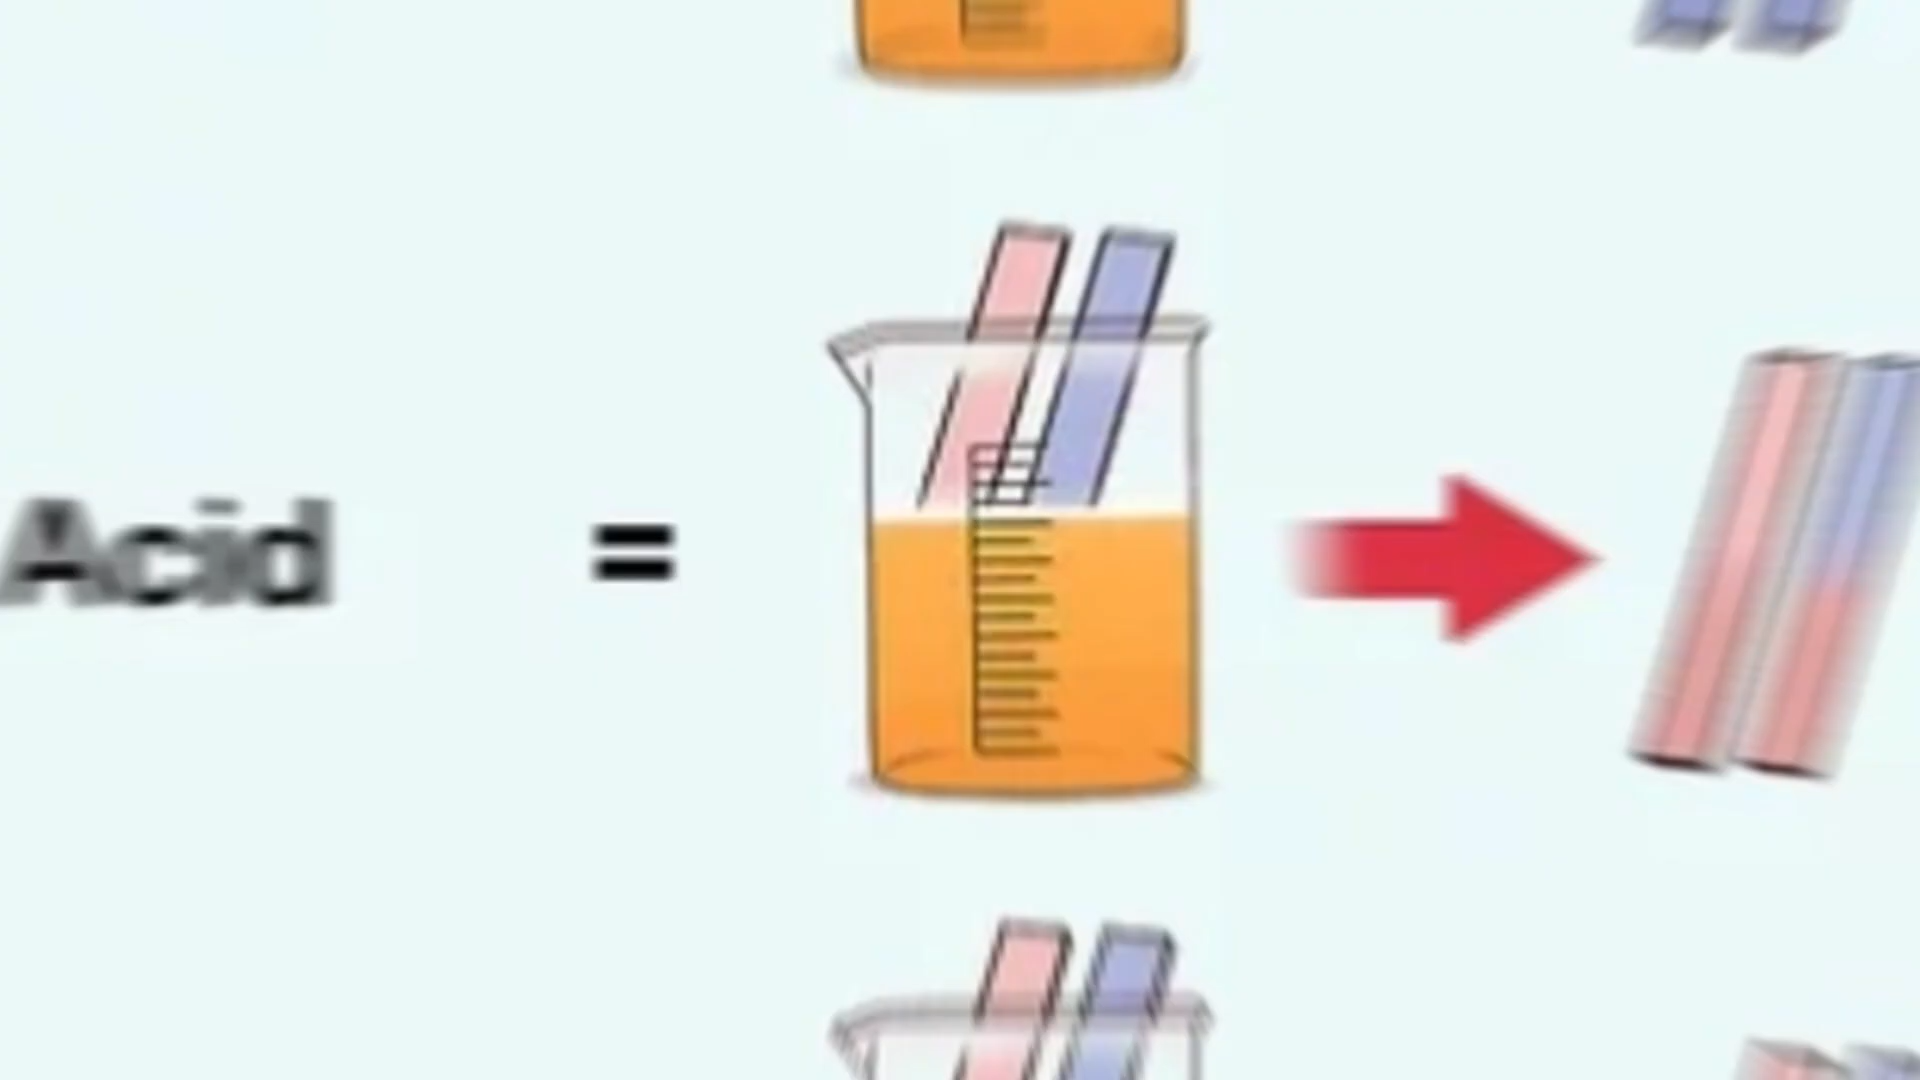 Acid =